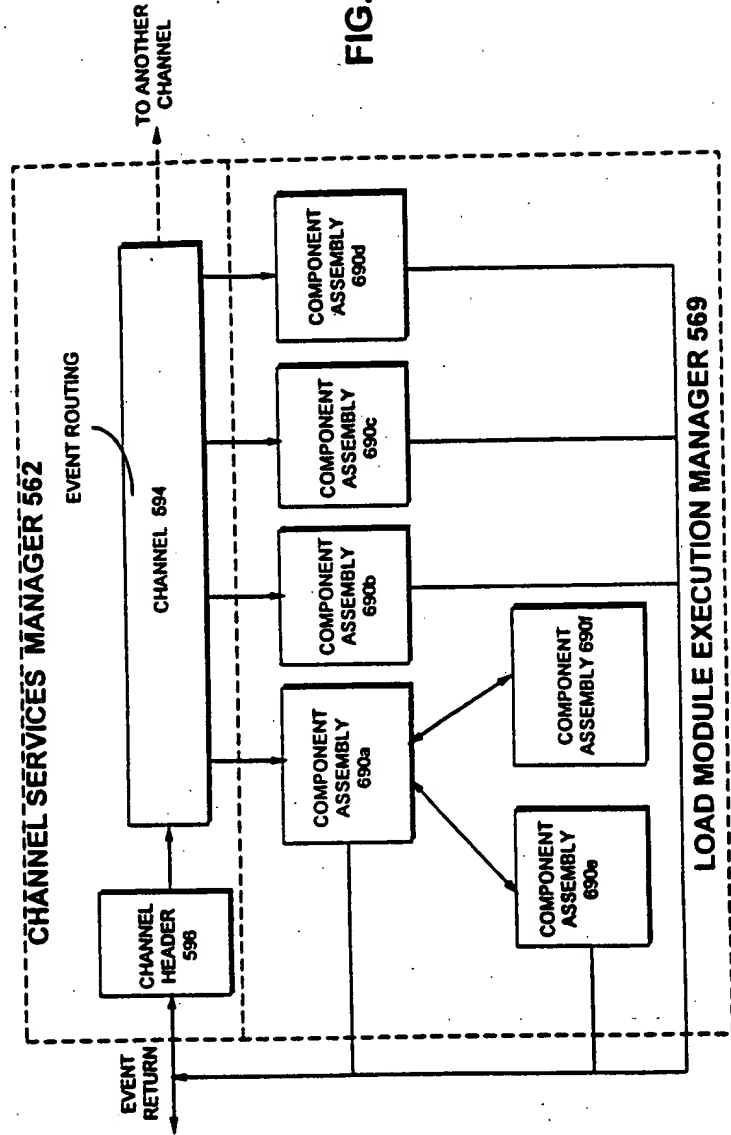 CHANNEL SERVICES MANAGER 562
EVENT ROUTING
TO ANOTHER
CHANNEL
FIG.
CHANNEL
HEADER
596
CHANNEL 594
EVENT
RETURN
COMPONENT
ASSEMBLY
690a
COMPONENT
ASSEMBLY
690b
COMPONENT
ASSEMBLY
690c
COMPONENT
ASSEMBLY
690d
COMPONENT
ASSEMBLY
690e
COMPONENT
ASSEMBLY 690f
LOAD MODULE EXECUTION MANAGER 569